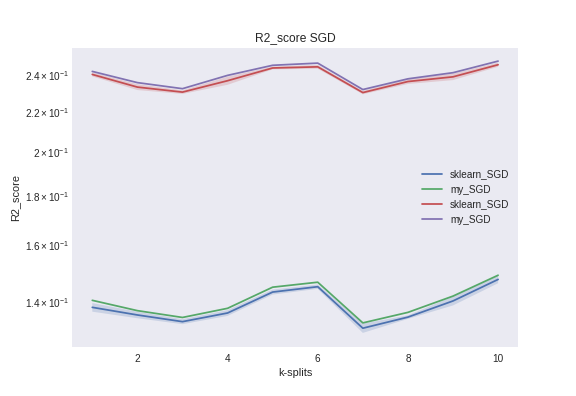 R2_score SGD
2.4 × 10⁻¹
2.2 × 10⁻¹
2 × 10⁻¹
1.8 × 10⁻¹
1.6 × 10⁻¹
1.4 × 10⁻¹
R2_score
sklearn_SGD
my_SGD
sklearn_SGD
my_SGD
2 4 6 8 10
k-splits